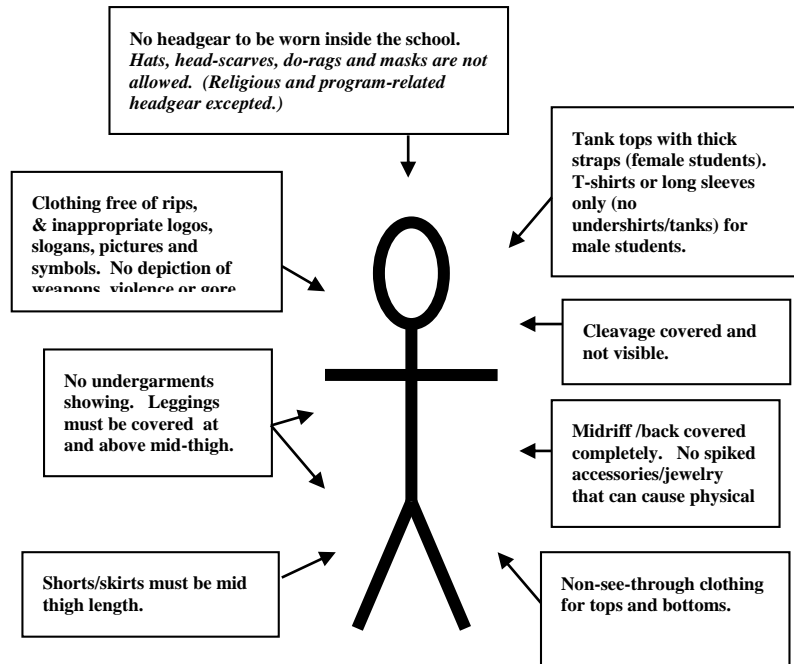 No headgear to be worn inside the school.
Hats, head-scarves, do-rags and masks are not
allowed.  (Religious and program-related
headgear excepted.)
Tank tops with thick
straps (female students).
T-shirts or long sleeves
only (no
undershirts/tanks) for
male students.
Clothing free of rips,
& inappropriate logos,
slogans, pictures and
symbols.  No depiction of
weapons, violence or gore
Cleavage covered and
not visible.
No undergarments
showing.  Leggings
must be covered  at
and above mid-thigh.
Midriff /back covered
completely.   No spiked
accessories/jewelry
that can cause physical
Shorts/skirts must be mid
thigh length.
Non-see-through clothing
for tops and bottoms.